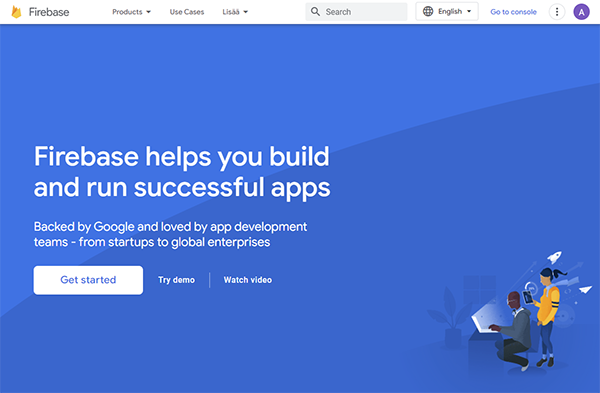 Firebase Products Use Cases Lisää Search English Go to console A
Firebase helps you build
and run successful apps
Backed by Google and loved by app development
teams - from startups to global enterprises
Get started Try demo Watch video